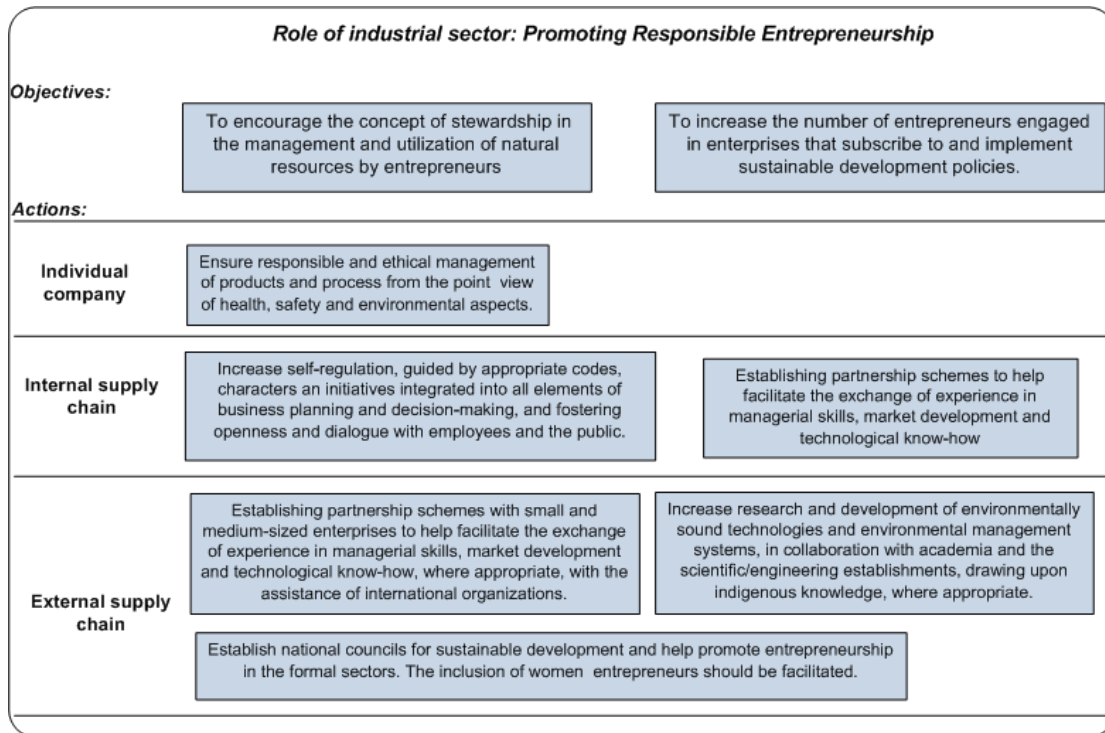 Role of industrial sector: Promoting Responsible Entrepreneurship
Objectives:
To encourage the concept of stewardship in
the management and utilization of natural
resources by entrepreneurs
To increase the number of entrepreneurs engaged
in enterprises that subscribe to and implement
sustainable development policies.
Actions:
Individual
company
Ensure responsible and ethical management
of products and process from the point view
of health, safety and environmental aspects.
Internal supply
chain
Increase self-regulation, guided by appropriate codes,
characters an initiatives integrated into all elements of
business planning and decision-making, and fostering
openness and dialogue with employees and the public.
Establishing partnership schemes to help
facilitate the exchange of experience in
managerial skills, market development and
technological know-how
External supply
chain
Establishing partnership schemes with small and
medium-sized enterprises to help facilitate the exchange
of experience in managerial skills, market development
and technological know-how, where appropriate, with the
assistance of international organizations.
Increase research and development of environmentally
sound technologies and environmental management
systems, in collaboration with academia and the
scientific/engineering establishments, drawing upon
indigenous knowledge, where appropriate.
Establish national councils for sustainable development and help promote entrepreneurship
in the formal sectors. The inclusion of women entrepreneurs should be facilitated.